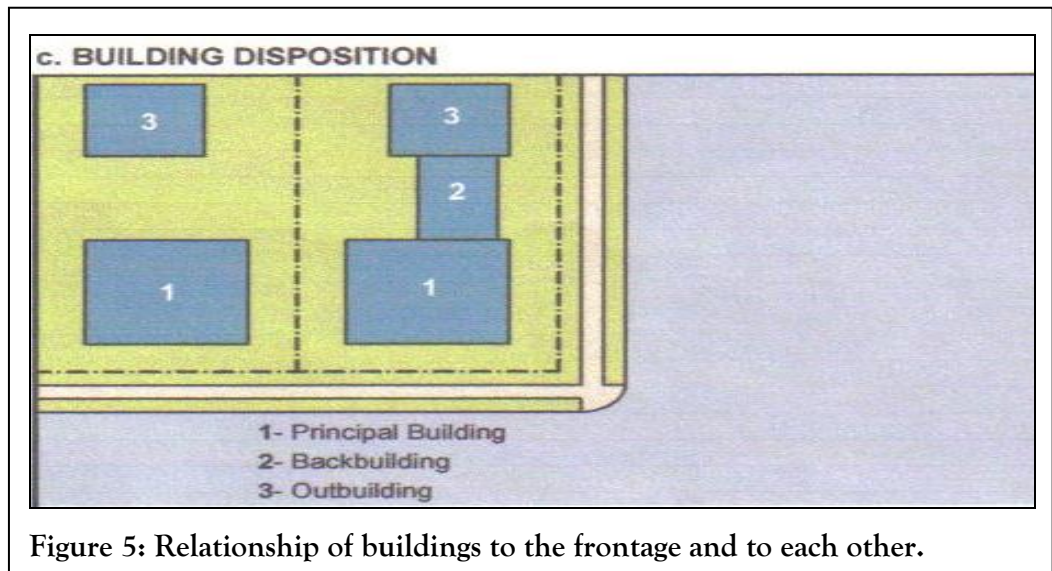 c. BUILDING DISPOSITION
3
3
2
1
1
1- Principal Building
2- Backbuilding
3- Outbuilding
Figure 5: Relationship of buildings to the frontage and to each other.